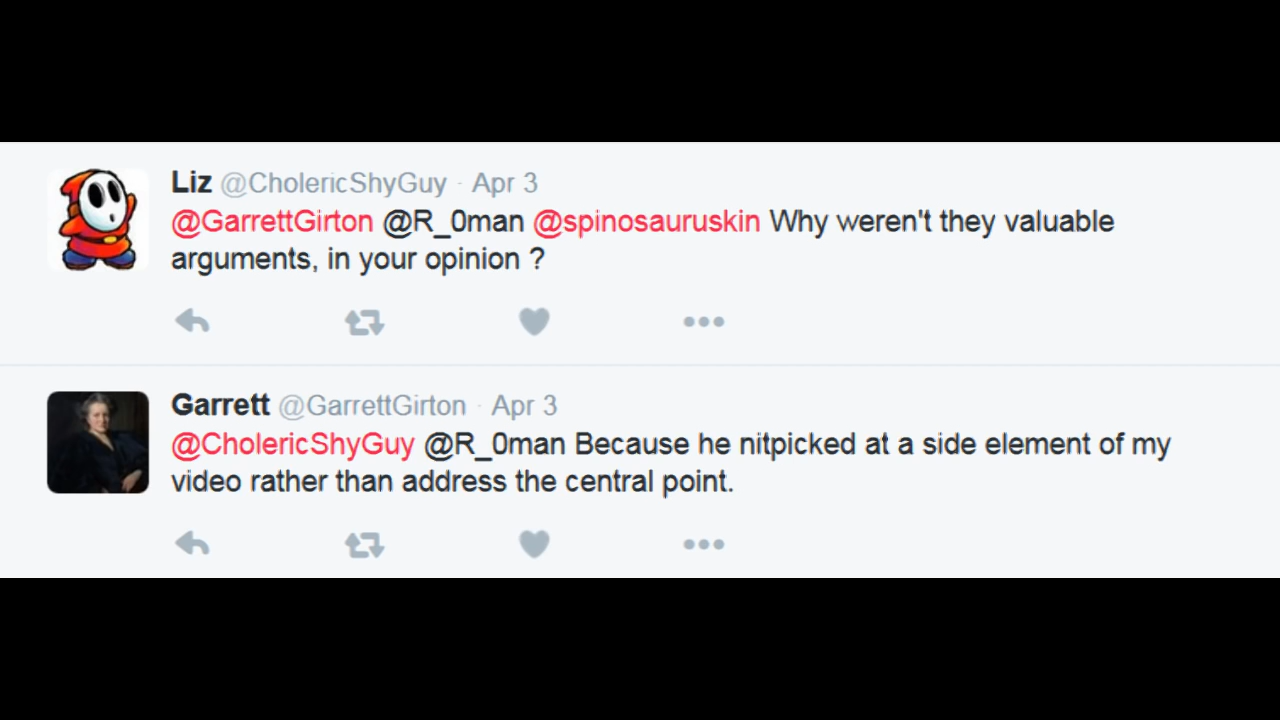 Liz @CholericShyGuy · Apr 3
@GarrettGirton @R_0man @spinosauruskin Why weren't they valuable
arguments, in your opinion ?
Garrett @GarrettGirton · Apr 3
@CholericShyGuy @R_0man Because he nitpicked at a side element of my
video rather than address the central point.